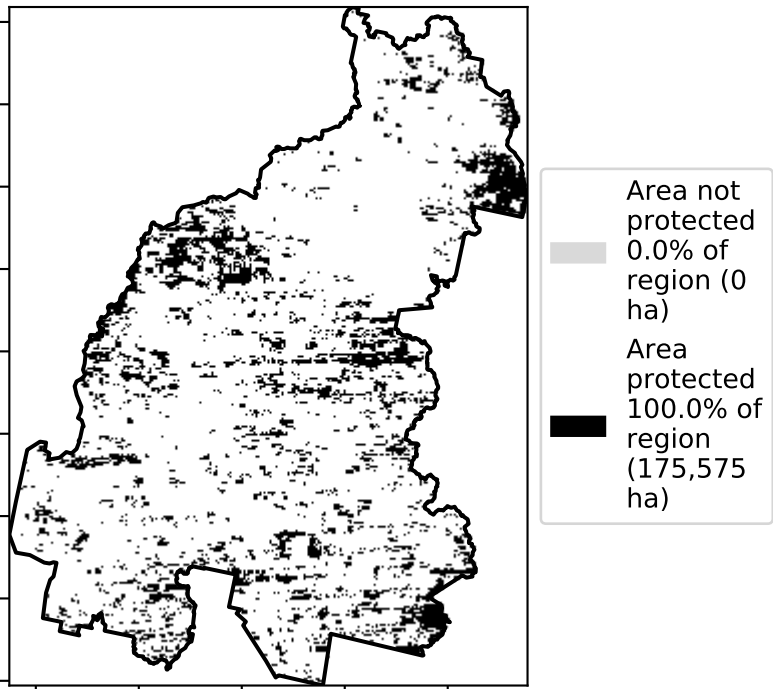 Area not
protected
0.0% of
region (0
ha)
Area
protected
100.0% of
region
(175,575
ha)